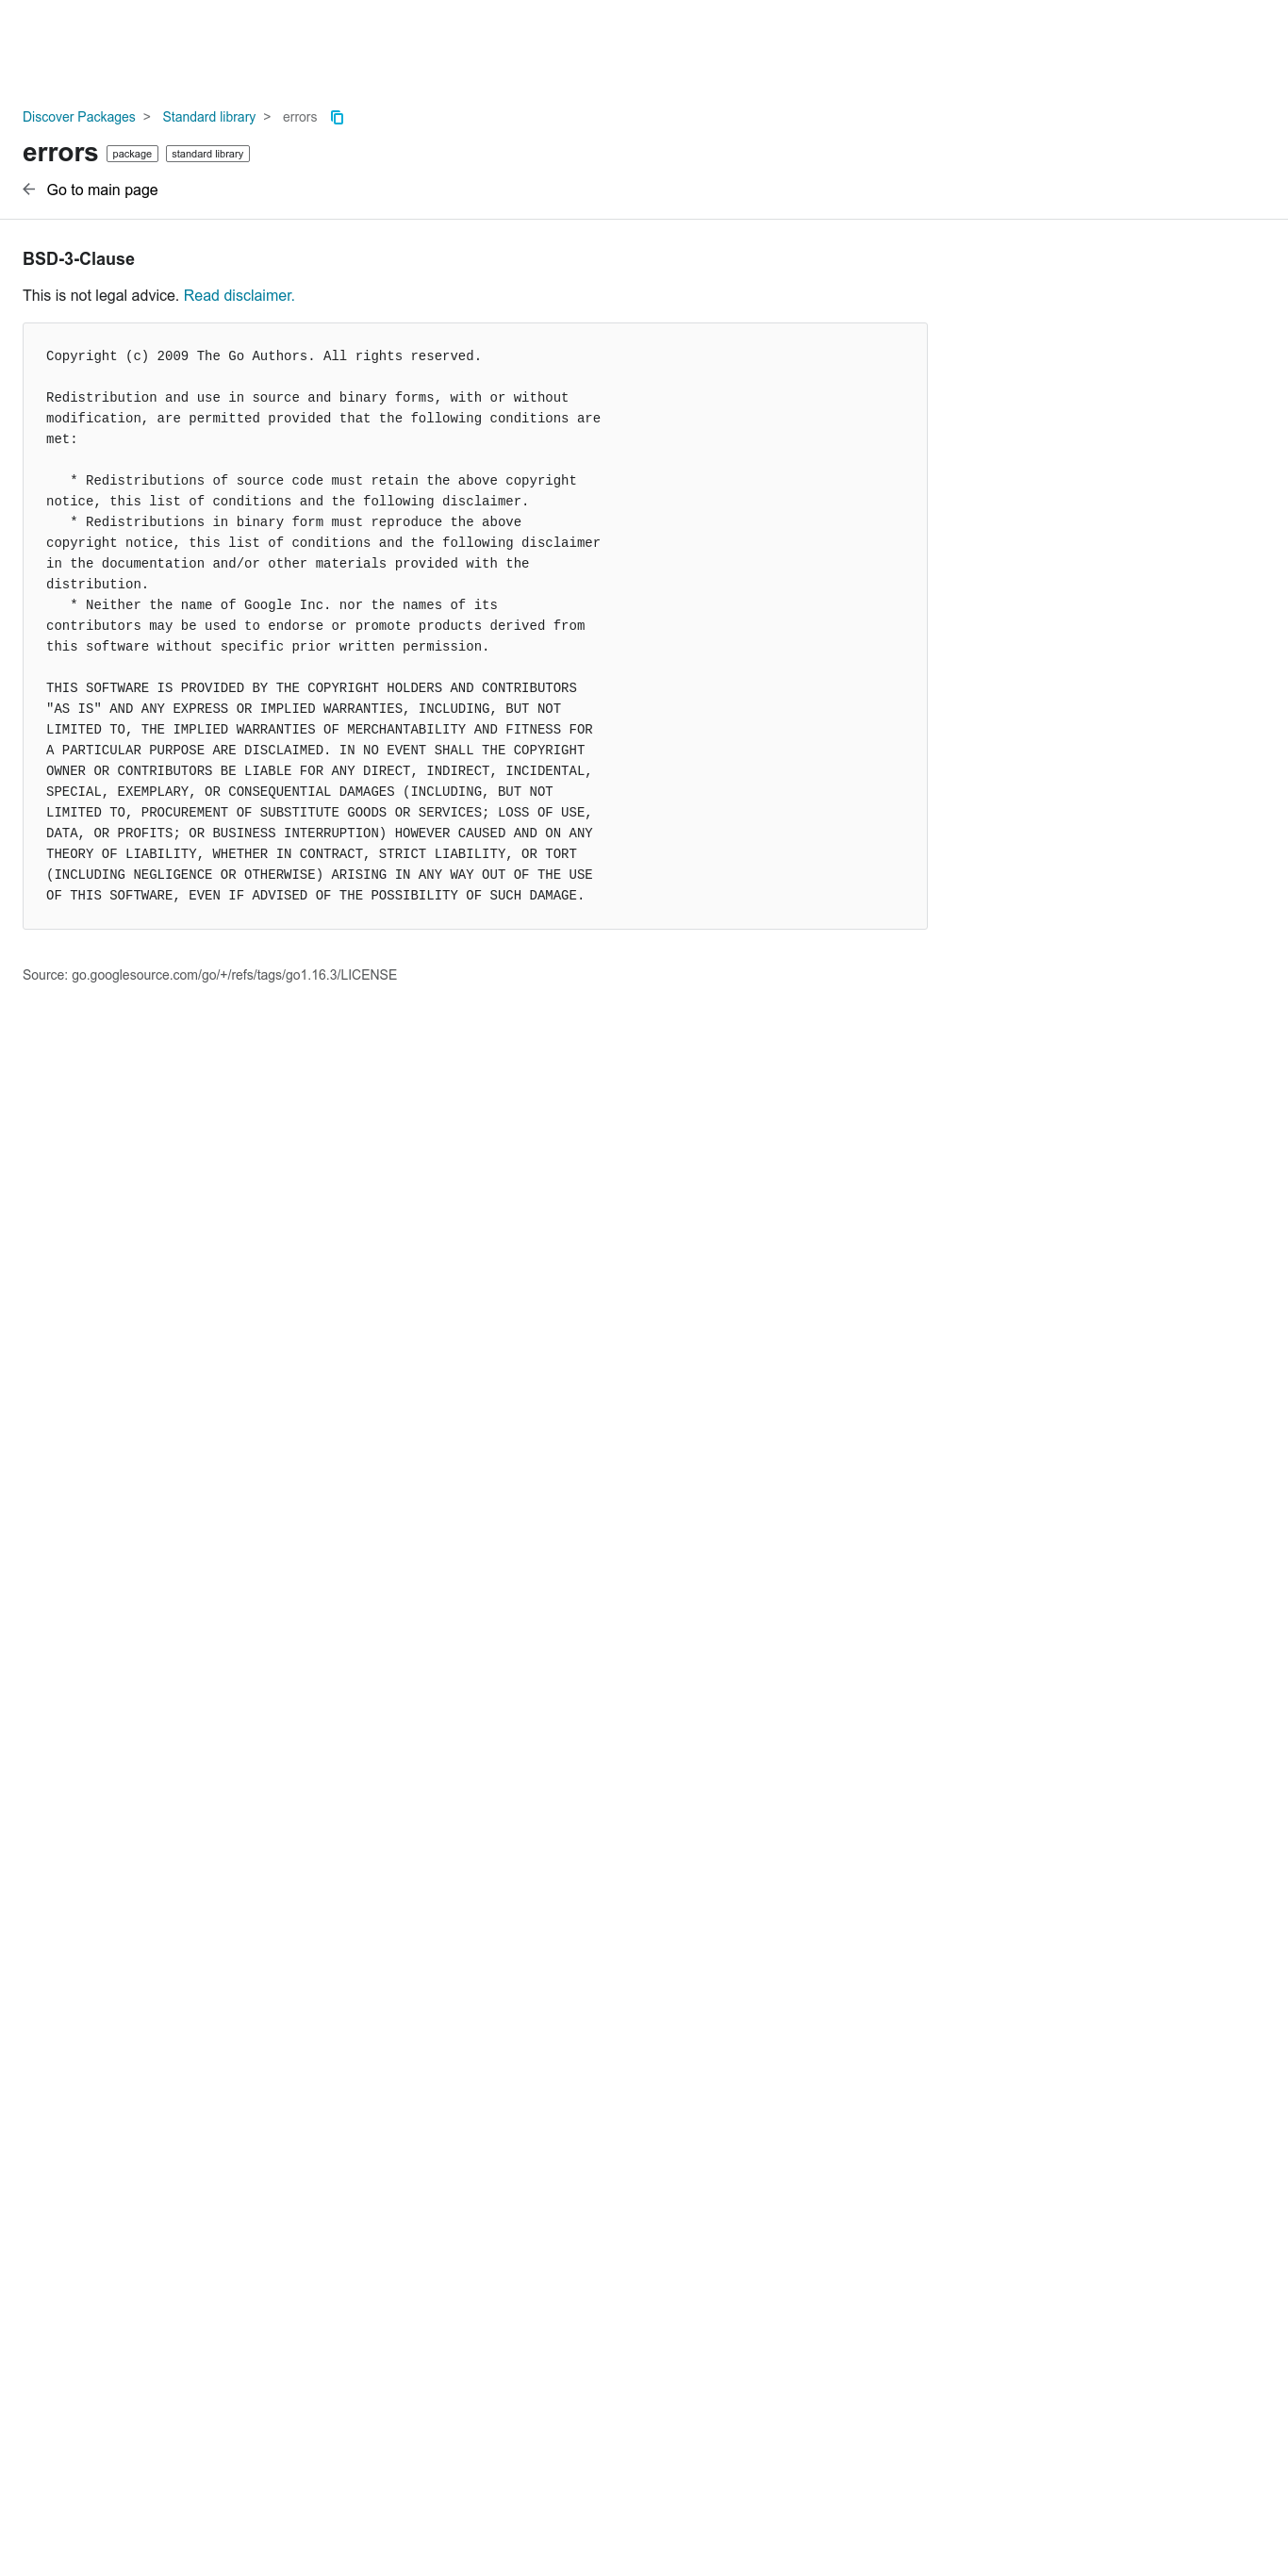 Discover Packages > Standard library > errors
errors package standard library
Go to main page
BSD-3-Clause
This is not legal advice. Read disclaimer.
Copyright (c) 2009 The Go Authors. All rights reserved.
Redistribution and use in source and binary forms, with or without
modification, are permitted provided that the following conditions are
met:
* Redistributions of source code must retain the above copyright
notice, this list of conditions and the following disclaimer.
* Redistributions in binary form must reproduce the above
copyright notice, this list of conditions and the following disclaimer
in the documentation and/or other materials provided with the
distribution.
* Neither the name of Google Inc. nor the names of its
contributors may be used to endorse or promote products derived from
this software without specific prior written permission.
THIS SOFTWARE IS PROVIDED BY THE COPYRIGHT HOLDERS AND CONTRIBUTORS
"AS IS" AND ANY EXPRESS OR IMPLIED WARRANTIES, INCLUDING, BUT NOT
LIMITED TO, THE IMPLIED WARRANTIES OF MERCHANTABILITY AND FITNESS FOR
A PARTICULAR PURPOSE ARE DISCLAIMED. IN NO EVENT SHALL THE COPYRIGHT
OWNER OR CONTRIBUTORS BE LIABLE FOR ANY DIRECT, INDIRECT, INCIDENTAL,
SPECIAL, EXEMPLARY, OR CONSEQUENTIAL DAMAGES (INCLUDING, BUT NOT
LIMITED TO, PROCUREMENT OF SUBSTITUTE GOODS OR SERVICES; LOSS OF USE,
DATA, OR PROFITS; OR BUSINESS INTERRUPTION) HOWEVER CAUSED AND ON ANY
THEORY OF LIABILITY, WHETHER IN CONTRACT, STRICT LIABILITY, OR TORT
(INCLUDING NEGLIGENCE OR OTHERWISE) ARISING IN ANY WAY OUT OF THE USE
OF THIS SOFTWARE, EVEN IF ADVISED OF THE POSSIBILITY OF SUCH DAMAGE.
Source: go.googlesource.com/go/+/refs/tags/go1.16.3/LICENSE